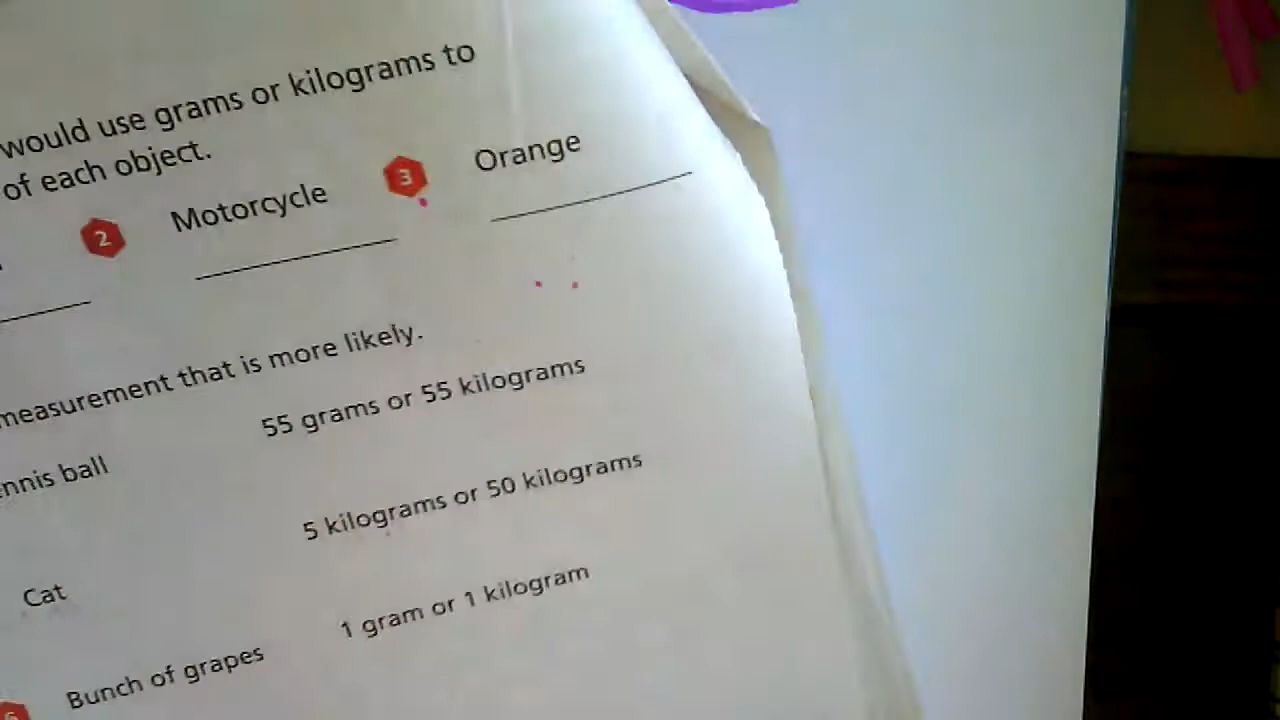 would use grams or kilograms to
of each object.
2 Motorcycle
3 Orange
measurement that is more likely.
ennis ball
55 grams or 55 kilograms
Cat
5 kilograms or 50 kilograms
6 Bunch of grapes
1 gram or 1 kilogram